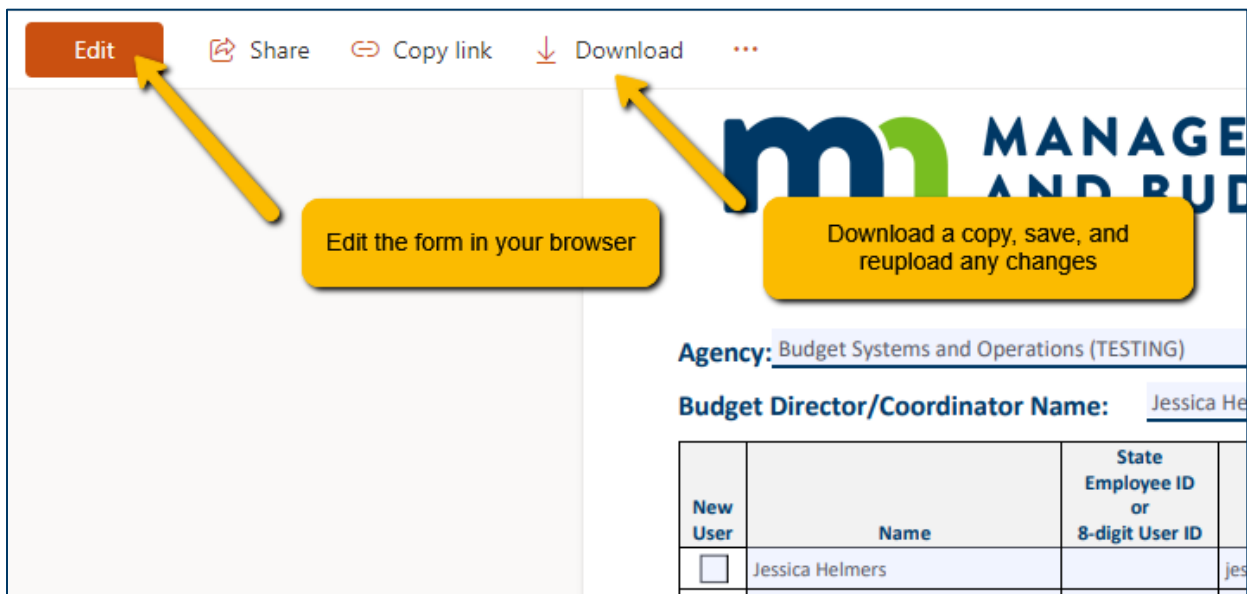 Edit Share Copy link Download ...
MANAGE
AND BUD
Edit the form in your browser
Download a copy, save, and
reupload any changes
Agency: Budget Systems and Operations (TESTING)
Budget Director/Coordinator Name: Jessica He
New
User
Name
State
Employee ID
or
8-digit User ID
Jessica Helmers
jes